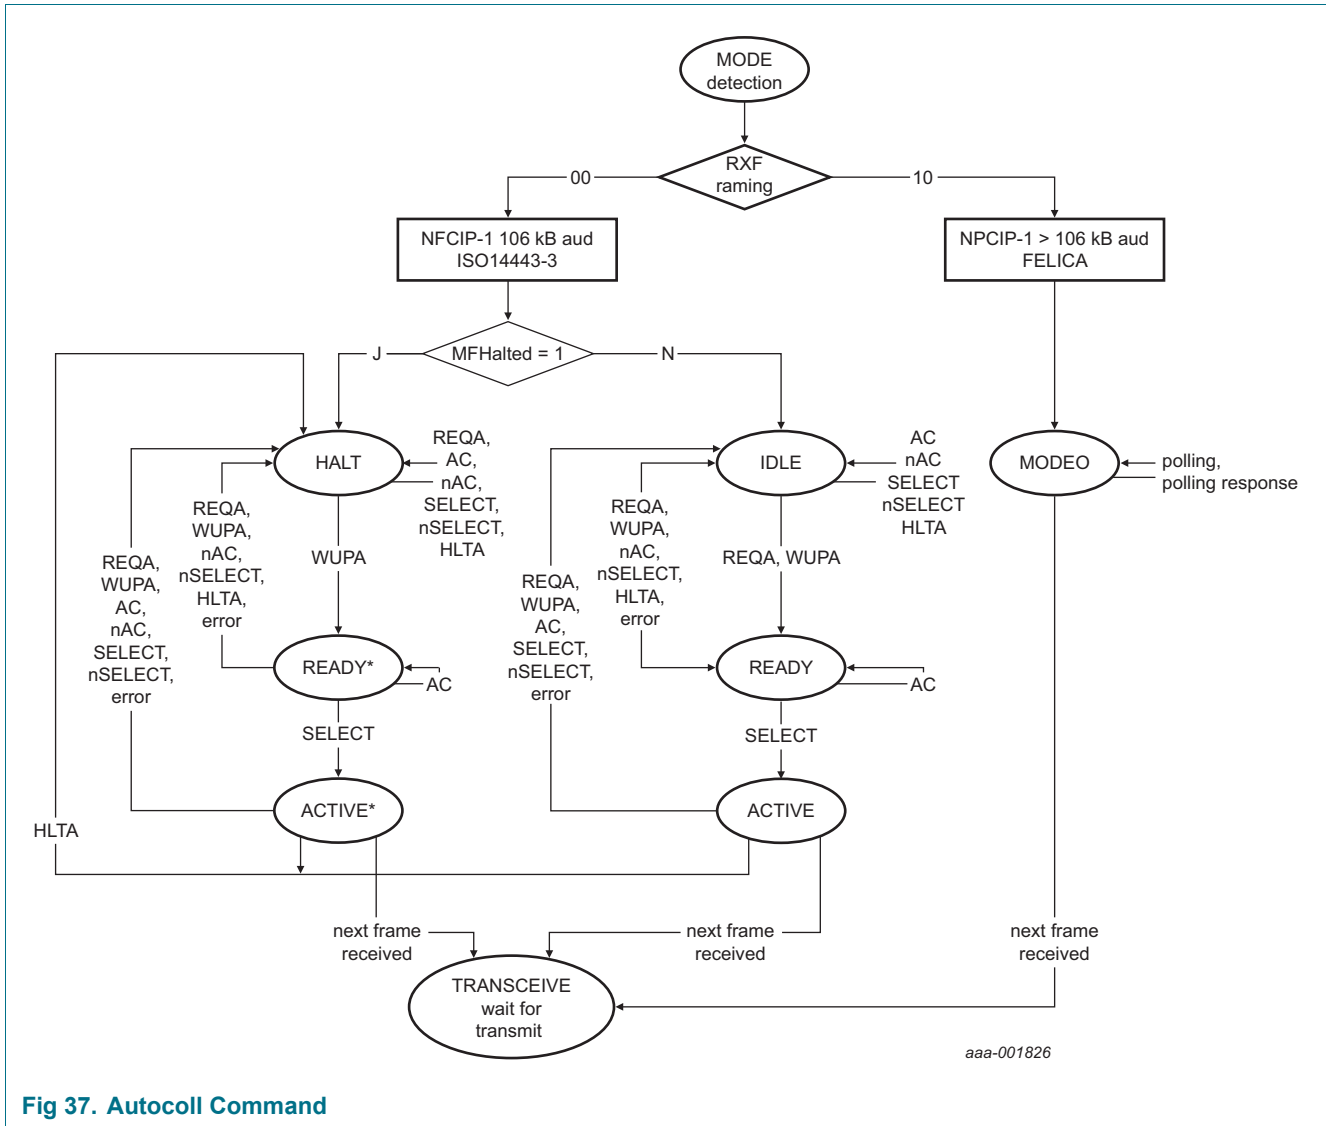 MODE
detection
RXF
raming
00
10
NFCIP-1 106 kB aud
ISO14443-3
NPCIP-1 > 106 kB aud
FELICA
J
MFHalted = 1
N
HALT
REQA,
AC,
nAC,
SELECT,
nSELECT,
HLTA
IDLE
AC
nAC
SELECT
nSELECT
HLTA
MODEO
polling,
polling response
REQA,
WUPA,
AC,
nAC,
SELECT,
nSELECT,
error
REQA,
WUPA,
nAC,
nSELECT,
HLTA,
error
WUPA
REQA,
WUPA,
AC,
SELECT,
nSELECT,
error
REQA,
WUPA,
nAC,
nSELECT,
HLTA,
error
REQA, WUPA
READY*
AC
READY
AC
SELECT
SELECT
ACTIVE*
ACTIVE
HLTA
next frame
received
next frame
received
next frame
received
TRANSCEIVE
wait for
transmit
aaa-001826
Fig 37. Autocoll Command